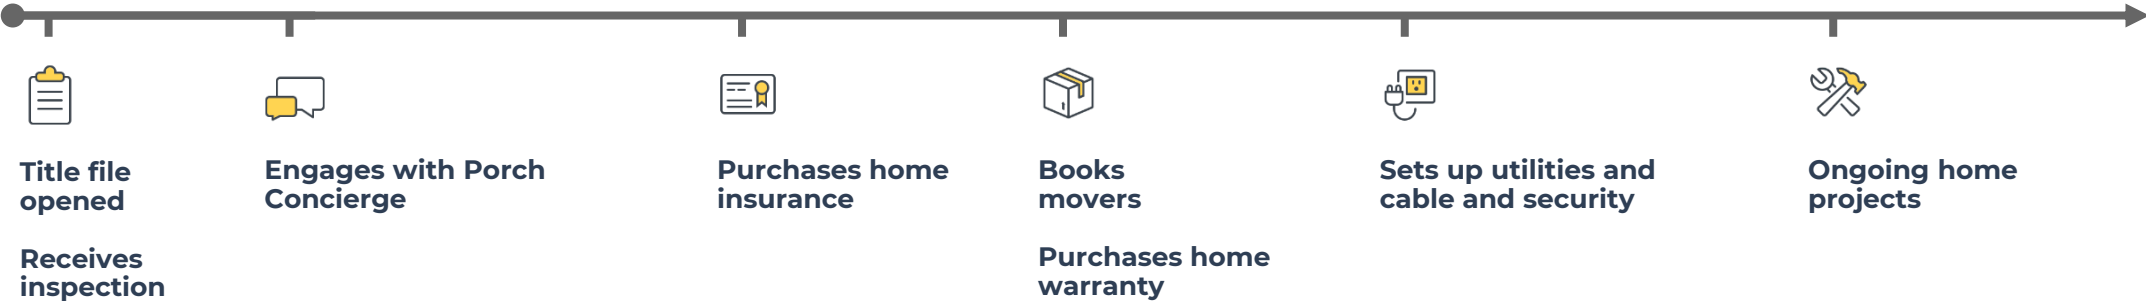 Title file
opened
Receives
inspection
Engages with Porch
Concierge
Purchases home
insurance
Books
movers
Purchases home
warranty
Sets up utilities and
cable and security
Ongoing home
projects